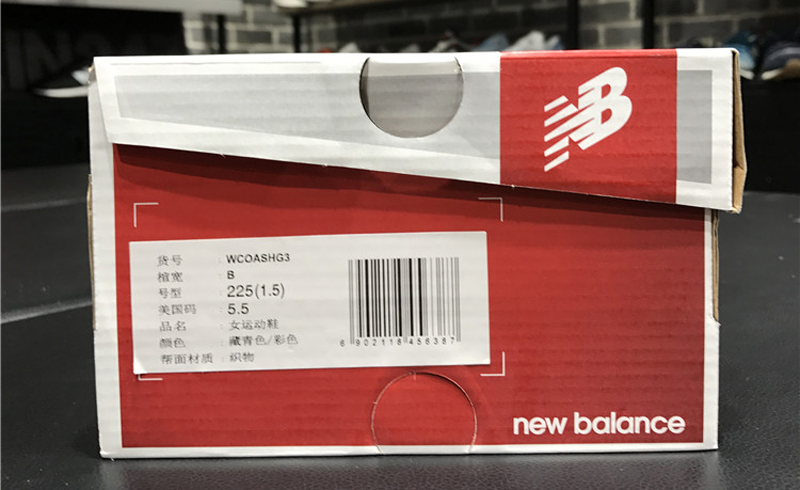 NB
货号 : WCOASHG3
楦宽 : B
号型 : 225(1.5)
美国码 : 5.5
品名 : 女运动鞋
颜色 : 藏青色/彩色
帮面材质 : 织物
6 902118 456387
new balance